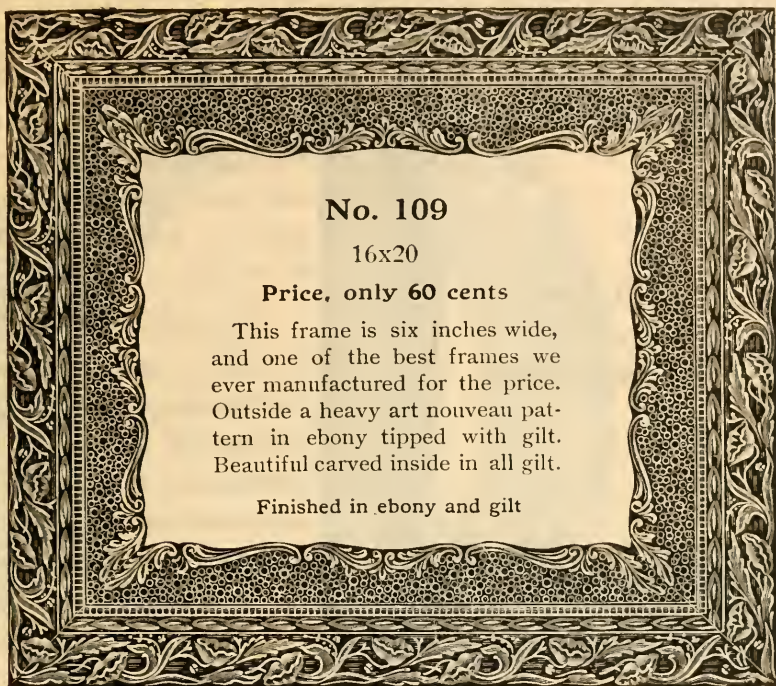 No. 109
16x20
Price, only 60 cents
This frame is six inches wide,
and one of the best frames we
ever manufactured for the price.
Outside a heavy art nouveau pat-
tern in ebony tipped with gilt.
Beautiful carved inside in all gilt.
Finished in ebony and gilt